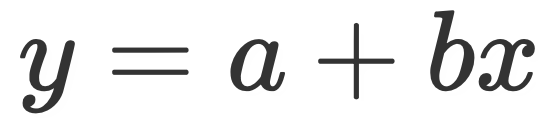 y = a + bx